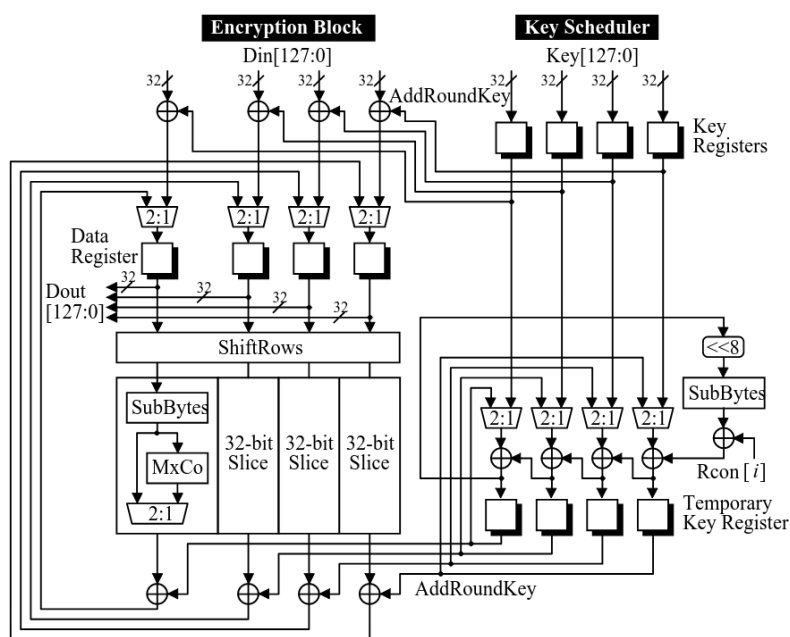 Encryption Block
Key Scheduler
Din[127:0]
Key[127:0]
32
32
32
32
32
32
32
32
AddRoundKey
Key
Registers
2:1
2:1
2:1
2:1
Data
Register
32
32
32
32
Dout
[127:0]
ShiftRows
<<8
SubBytes
SubBytes
2:1
2:1
2:1
2:1
MxCo
32-bit
Slice
32-bit
Slice
32-bit
Slice
Rcon [i]
2:1
Temporary
Key Register
AddRoundKey